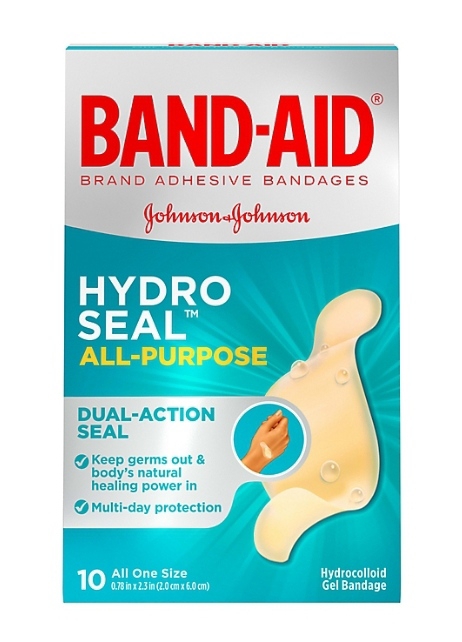 BAND-AID®
BRAND ADHESIVE BANDAGES
Johnson & Johnson
HYDRO
SEAL™
ALL-PURPOSE
DUAL-ACTION
SEAL
Keep germs out &
body's natural
healing power in
Multi-day protection
10 All One Size
0.78 in x 2.3 in (2.0 cm x 6.0 cm)
Hydrocolloid
Gel Bandage